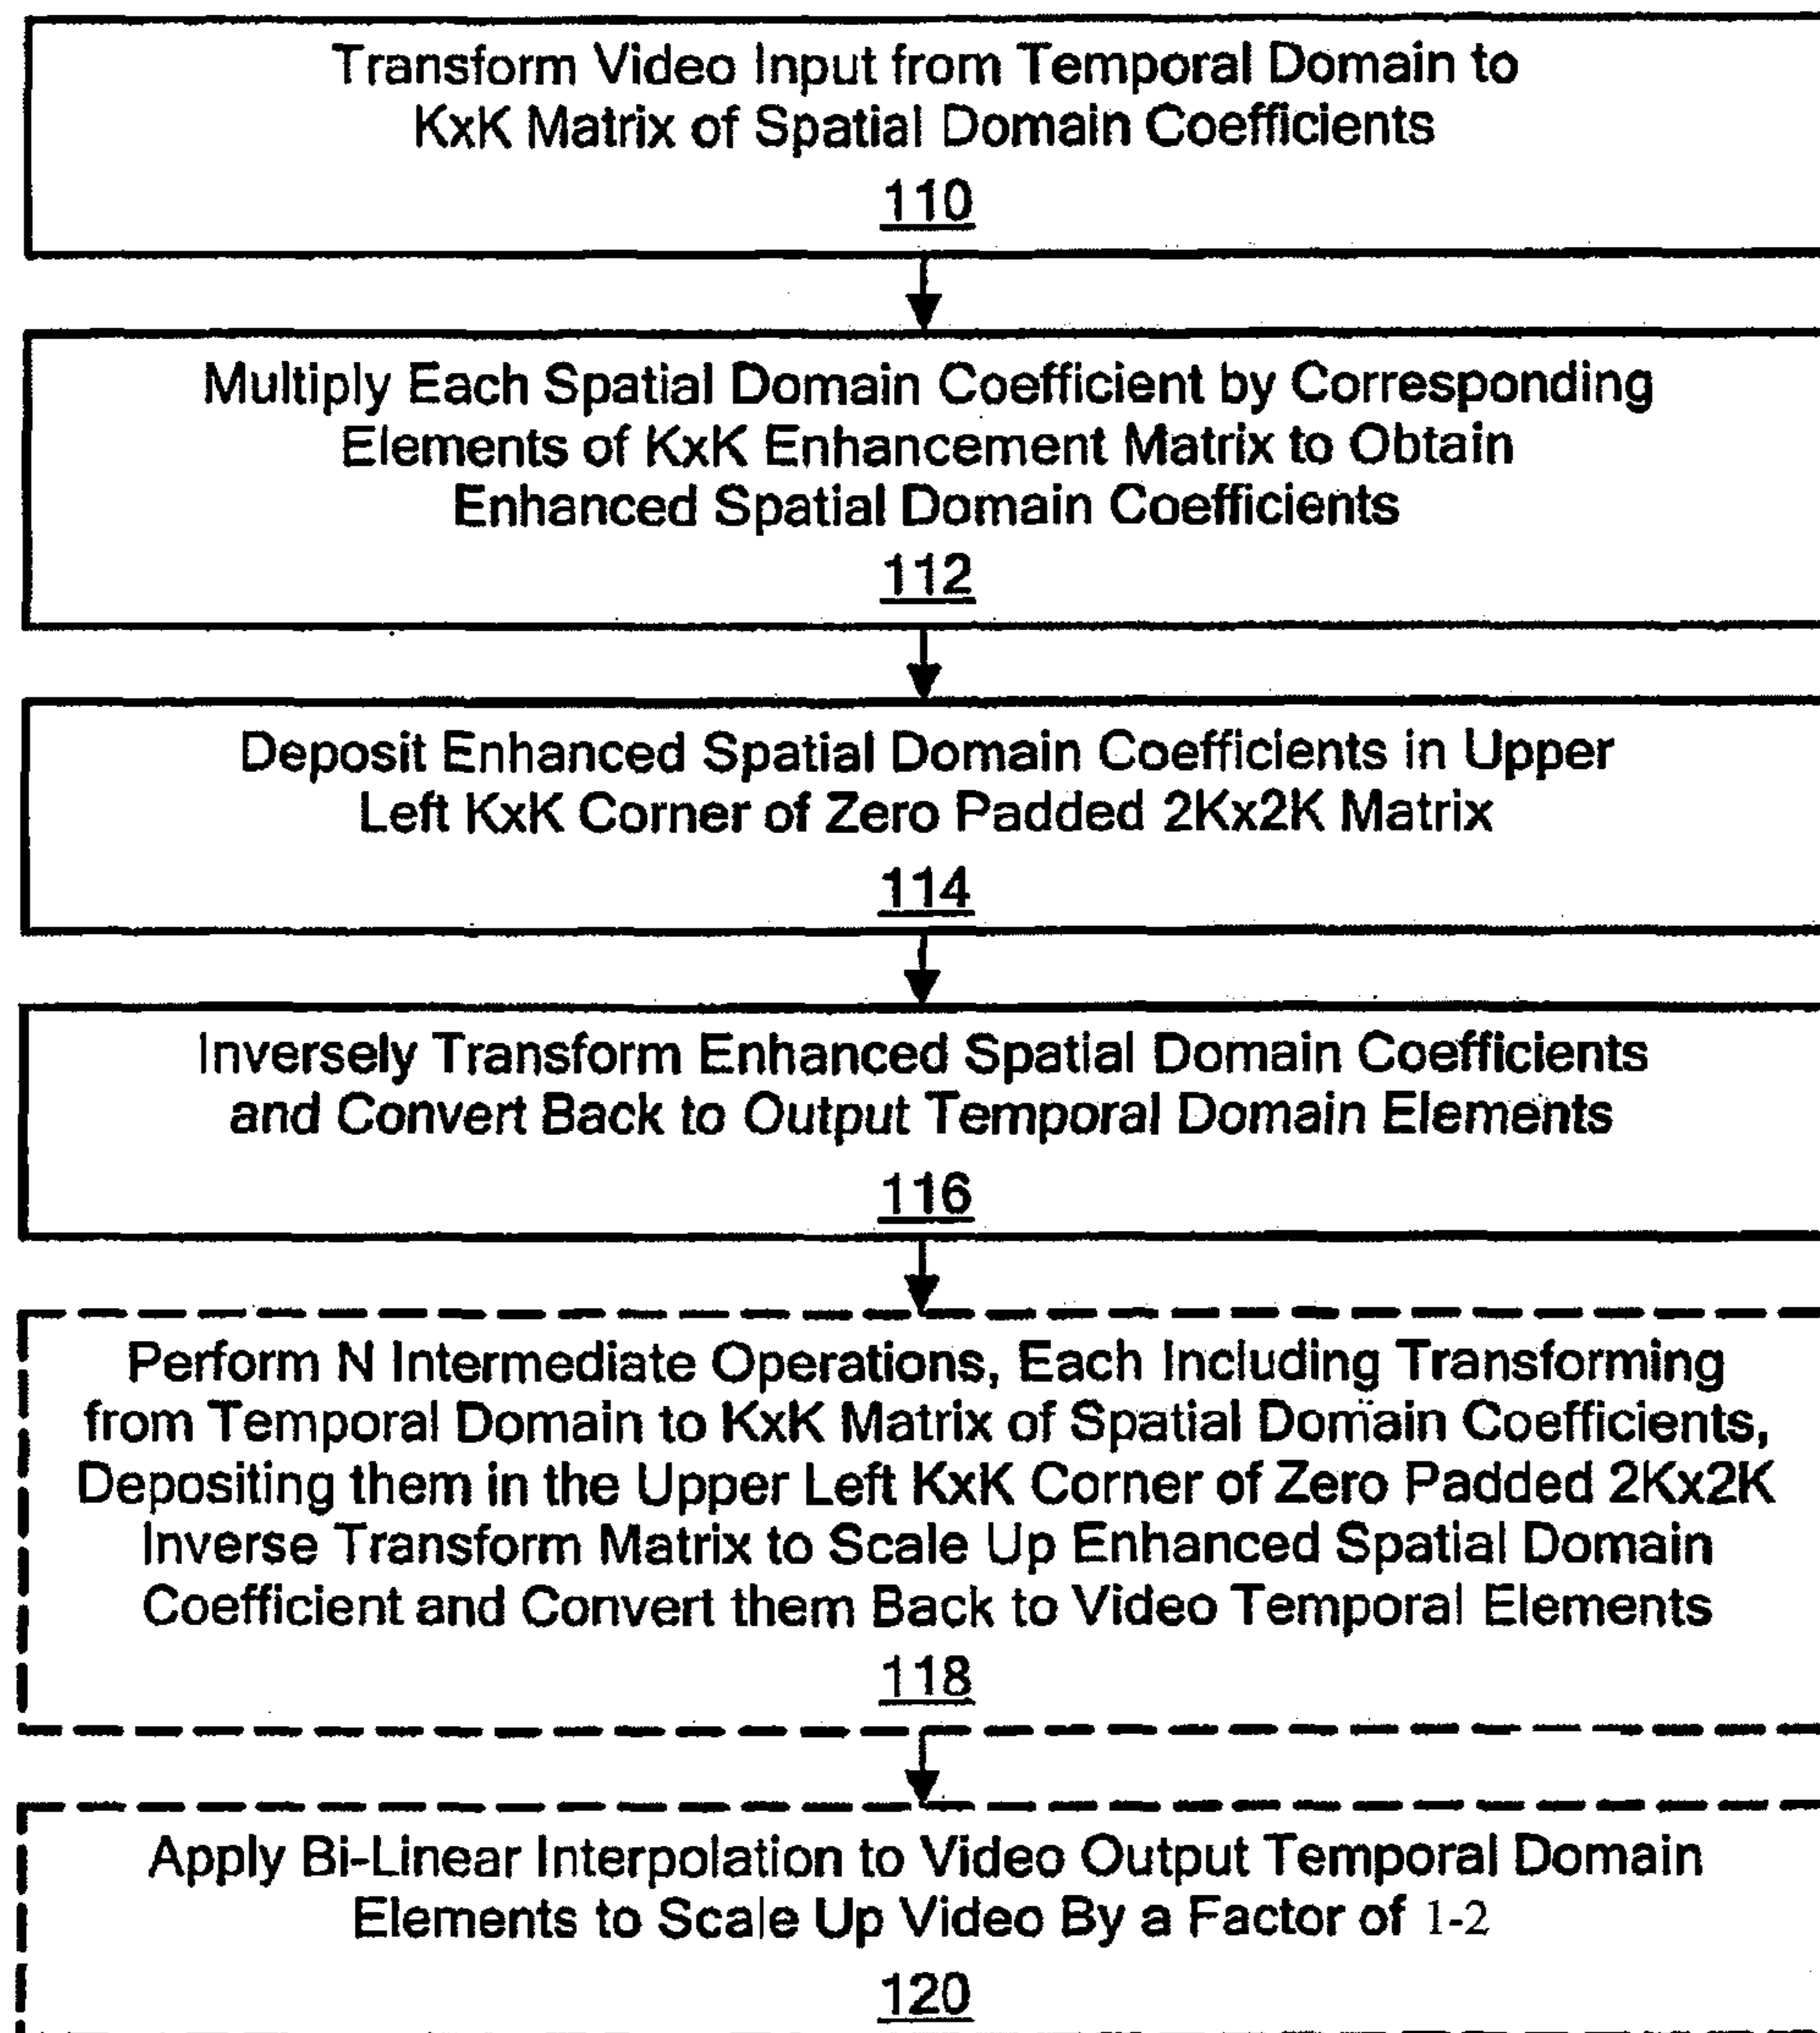 Transform Video Input from Temporal Domain to
KxK Matrix of Spatial Domain Coefficients
110
Multiply Each Spatial Domain Coefficient by Corresponding
Elements of KxK Enhancement Matrix to Obtain
Enhanced Spatial Domain Coefficients
112
Deposit Enhanced Spatial Domain Coefficients in Upper
Left KxK Corner of Zero Padded 2Kx2K Matrix
114
Inversely Transform Enhanced Spatial Domain Coefficients
and Convert Back to Output Temporal Domain Elements
116
Perform N Intermediate Operations, Each Including Transforming
from Temporal Domain to KxK Matrix of Spatial Domain Coefficients,
Depositing them in the Upper Left KxK Corner of Zero Padded 2Kx2K
Inverse Transform Matrix to Scale Up Enhanced Spatial Domain
Coefficient and Convert them Back to Video Temporal Elements
118
Apply Bi-Linear Interpolation to Video Output Temporal Domain
Elements to Scale Up Video By a Factor of 1-2
120